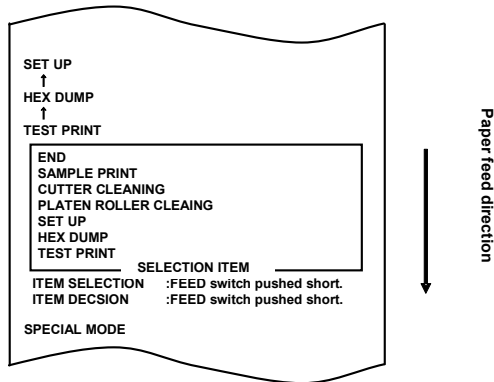 SET UP
↑
HEX DUMP
↑
TEST PRINT
END
SAMPLE PRINT
CUTTER CLEANING
PLATEN ROLLER CLEAING
SET UP
HEX DUMP
TEST PRINT
SELECTION ITEM
ITEM SELECTION :FEED switch pushed short.
ITEM DECSION :FEED switch pushed short.
SPECIAL MODE
Paper feed direction